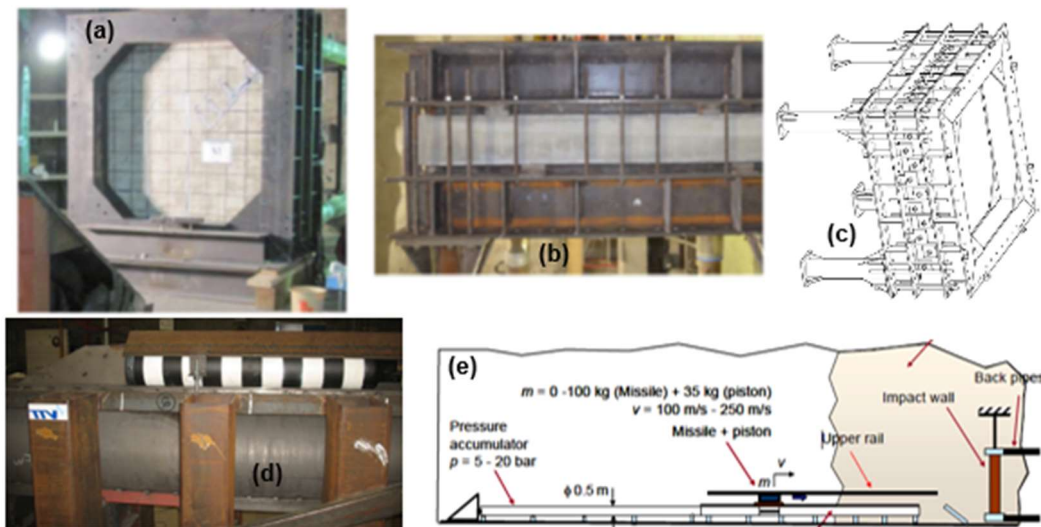 (a)
(b)
(c)
(d)
(e)
m = 0 -100 kg (Missile) + 35 kg (piston)
v = 100 m/s - 250 m/s
Missile + piston
Pressure
accumulator
p = 5 - 20 bar
ϕ 0.5 m
m
v
Upper rail
Impact wall
Back pipes